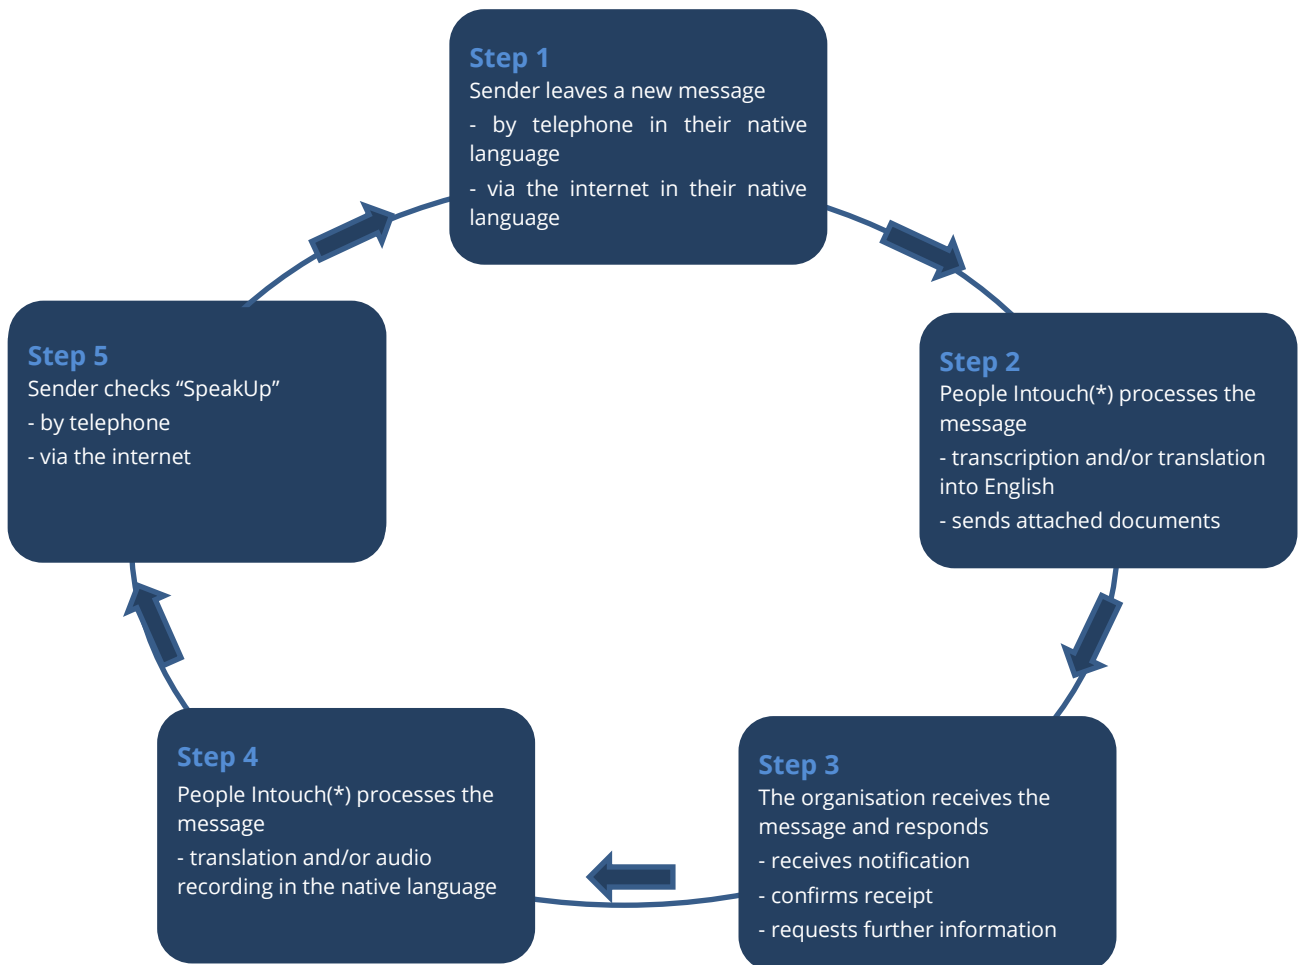 Step 1
Sender leaves a new message
- by telephone in their native
language
- via the internet in their native
language
Step 2
People Intouch(*) processes the
message
- transcription and/or translation
into English
- sends attached documents
Step 3
The organisation receives the
message and responds
- receives notification
- confirms receipt
- requests further information
Step 4
People Intouch(*) processes the
message
- translation and/or audio
recording in the native language
Step 5
Sender checks “SpeakUp”
- by telephone
- via the internet